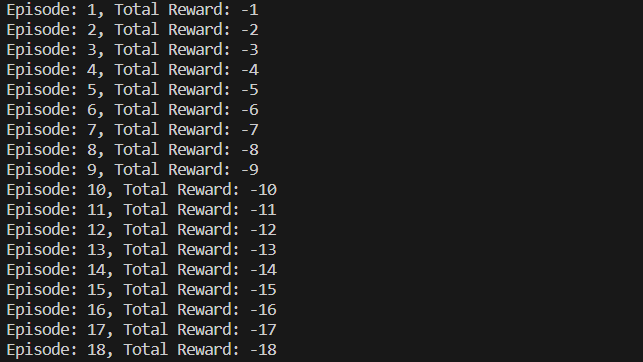 Episode: 1, Total Reward: -1
Episode: 2, Total Reward: -2
Episode: 3, Total Reward: -3
Episode: 4, Total Reward: -4
Episode: 5, Total Reward: -5
Episode: 6, Total Reward: -6
Episode: 7, Total Reward: -7
Episode: 8, Total Reward: -8
Episode: 9, Total Reward: -9
Episode: 10, Total Reward: -10
Episode: 11, Total Reward: -11
Episode: 12, Total Reward: -12
Episode: 13, Total Reward: -13
Episode: 14, Total Reward: -14
Episode: 15, Total Reward: -15
Episode: 16, Total Reward: -16
Episode: 17, Total Reward: -17
Episode: 18, Total Reward: -18